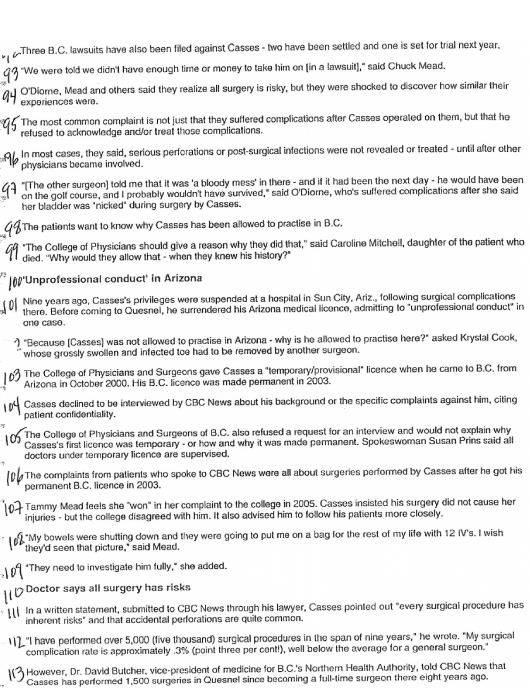 Three B.C. lawsuits have also been filed against Casses - two have been settled and one is set for trial next year.
93 "We were told we didn't have enough time or money to take him on [in a lawsuit]," said Chuck Mead.
94 O'Diorne, Mead and others said they realize all surgery is risky, but they were shocked to discover how similar their
experiences were.
95 The most common complaint is not just that they suffered complications after Casses operated on them, but that he
refused to acknowledge and/or treat those complications.
96 In most cases, they said, serious perforations or post-surgical infections were not revealed or treated - until after other
physicians became involved.
97 "[The other surgeon] told me that it was 'a bloody mess' in there - and if it had been the next day - he would have been
on the golf course, and I probably wouldn't have survived," said O'Diorne, who's suffered complications after she said
her bladder was "nicked" during surgery by Casses.
98 The patients want to know why Casses has been allowed to practise in B.C.
99 "The College of Physicians should give a reason why they did that," said Caroline Mitchell, daughter of the patient who
died. "Why would they allow that - when they knew his history?"
100 'Unprofessional conduct' in Arizona
101 Nine years ago, Casses's privileges were suspended at a hospital in Sun City, Ariz., following surgical complications
there. Before coming to Quesnel, he surrendered his Arizona medical licence, admitting to "unprofessional conduct" in
one case.
"Because [Casses] was not allowed to practise in Arizona - why is he allowed to practise here?" asked Krystal Cook,
whose grossly swollen and infected toe had to be removed by another surgeon.
103 The College of Physicians and Surgeons gave Casses a "temporary/provisional" licence when he came to B.C. from
Arizona in October 2000. His B.C. licence was made permanent in 2003.
104 Casses declined to be interviewed by CBC News about his background or the specific complaints against him, citing
patient confidentiality.
105 The College of Physicians and Surgeons of B.C. also refused a request for an interview and would not explain why
Casses's first licence was temporary - or how and why it was made permanent. Spokeswoman Susan Prins said all
doctors under temporary licence are supervised.
106 The complaints from patients who spoke to CBC News were all about surgeries performed by Casses after he got his
permanent B.C. licence in 2003.
107 Tammy Mead feels she "won" in her complaint to the college in 2005. Casses insisted his surgery did not cause her
injuries - but the college disagreed with him. It also advised him to follow his patients more closely.
108 "My bowels were shutting down and they were going to put me on a bag for the rest of my life with 12 IV's. I wish
they'd seen that picture," said Mead.
109 "They need to investigate him fully," she added.
110 Doctor says all surgery has risks
111 In a written statement, submitted to CBC News through his lawyer, Casses pointed out "every surgical procedure has
inherent risks" and that accidental perforations are quite common.
112 "I have performed over 5,000 (five thousand) surgical procedures in the span of nine years," he wrote. "My surgical
complication rate is approximately .3% (point three per cent!), well below the average for a general surgeon."
113 However, Dr. David Butcher, vice-president of medicine for B.C.'s Northern Health Authority, told CBC News that
Casses has performed 1,500 surgeries in Quesnel since becoming a full-time surgeon there eight years ago.